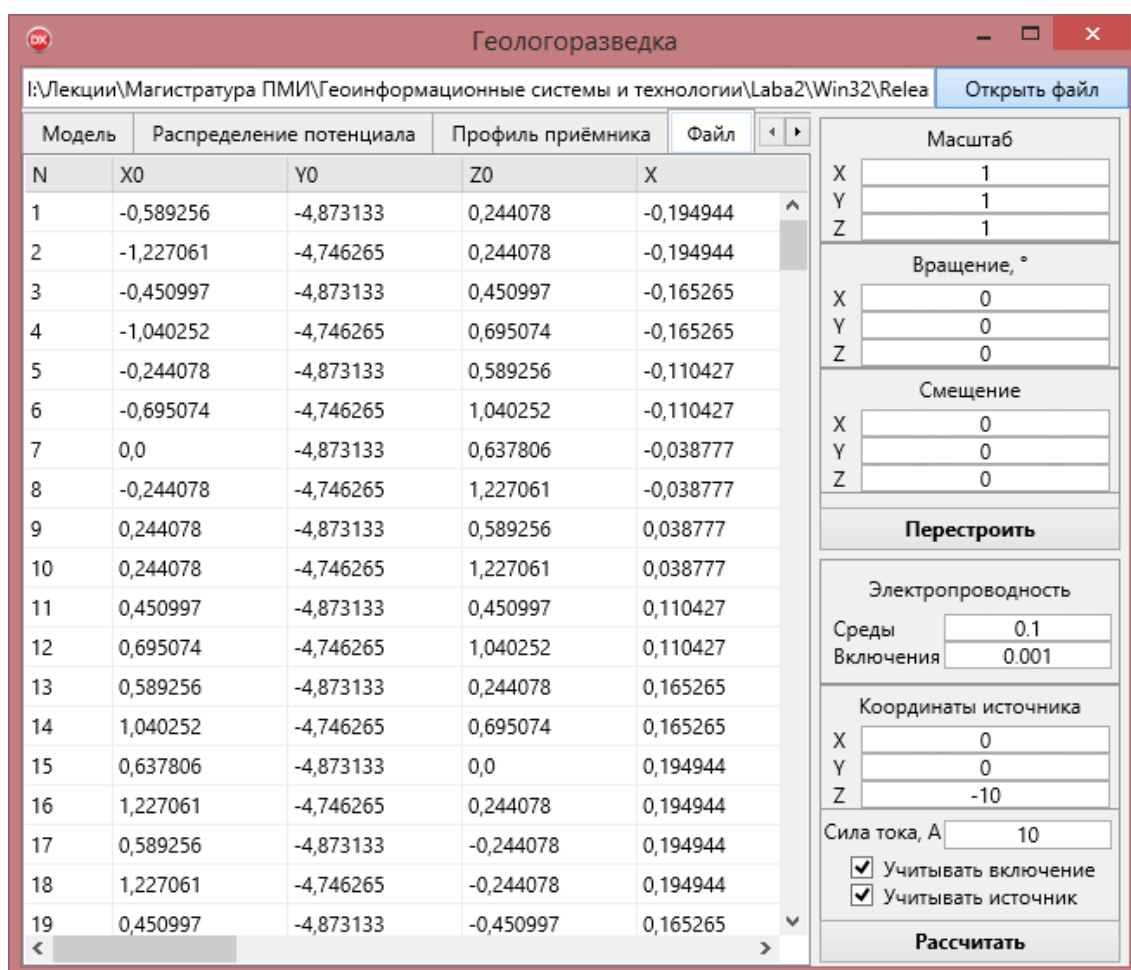 DX Геологоразведка
I:\Лекции\Магистратура ПМИ\Геоинформационные системы и технологии\Laba2\Win32\Relea Открыть файл
Модель Распределение потенциала Профиль приёмника Файл
N X0 Y0 Z0 X
1 -0,589256 -4,873133 0,244078 -0,194944
2 -1,227061 -4,746265 0,244078 -0,194944
3 -0,450997 -4,873133 0,450997 -0,165265
4 -1,040252 -4,746265 0,695074 -0,165265
5 -0,244078 -4,873133 0,589256 -0,110427
6 -0,695074 -4,746265 1,040252 -0,110427
7 0,0 -4,873133 0,637806 -0,038777
8 -0,244078 -4,746265 1,227061 -0,038777
9 0,244078 -4,873133 0,589256 0,038777
10 0,244078 -4,746265 1,227061 0,038777
11 0,450997 -4,873133 0,450997 0,110427
12 0,695074 -4,746265 1,040252 0,110427
13 0,589256 -4,873133 0,244078 0,165265
14 1,040252 -4,746265 0,695074 0,165265
15 0,637806 -4,873133 0,0 0,194944
16 1,227061 -4,746265 0,244078 0,194944
17 0,589256 -4,873133 -0,244078 0,194944
18 1,227061 -4,746265 -0,244078 0,194944
19 0,450997 -4,873133 -0,450997 0,165265
Масштаб
X 1
Y 1
Z 1
Вращение, °
X 0
Y 0
Z 0
Смещение
X 0
Y 0
Z 0
Перестроить
Электропроводность
Среды 0.1
Включения 0.001
Координаты источника
X 0
Y 0
Z -10
Сила тока, А 10
Учитывать включение
Учитывать источник
Рассчитать